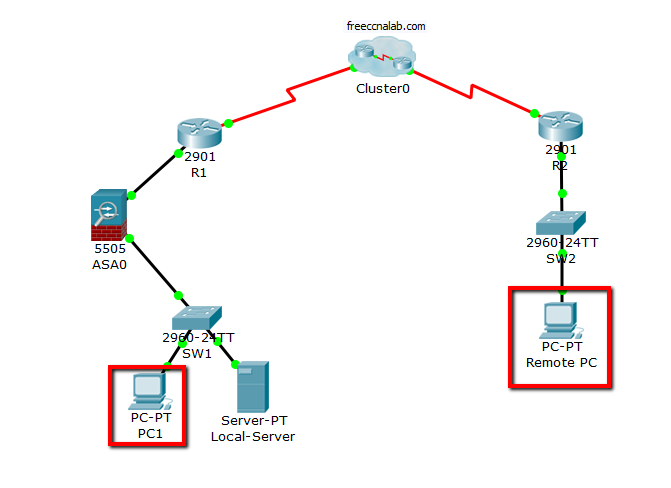 freeccnalab.com
Cluster0
2901
R1
2901
R2
5505
ASA0
2960-24TT
SW2
2960-24TT
SW1
PC-PT
Remote PC
PC-PT
PC1
Server-PT
Local-Server